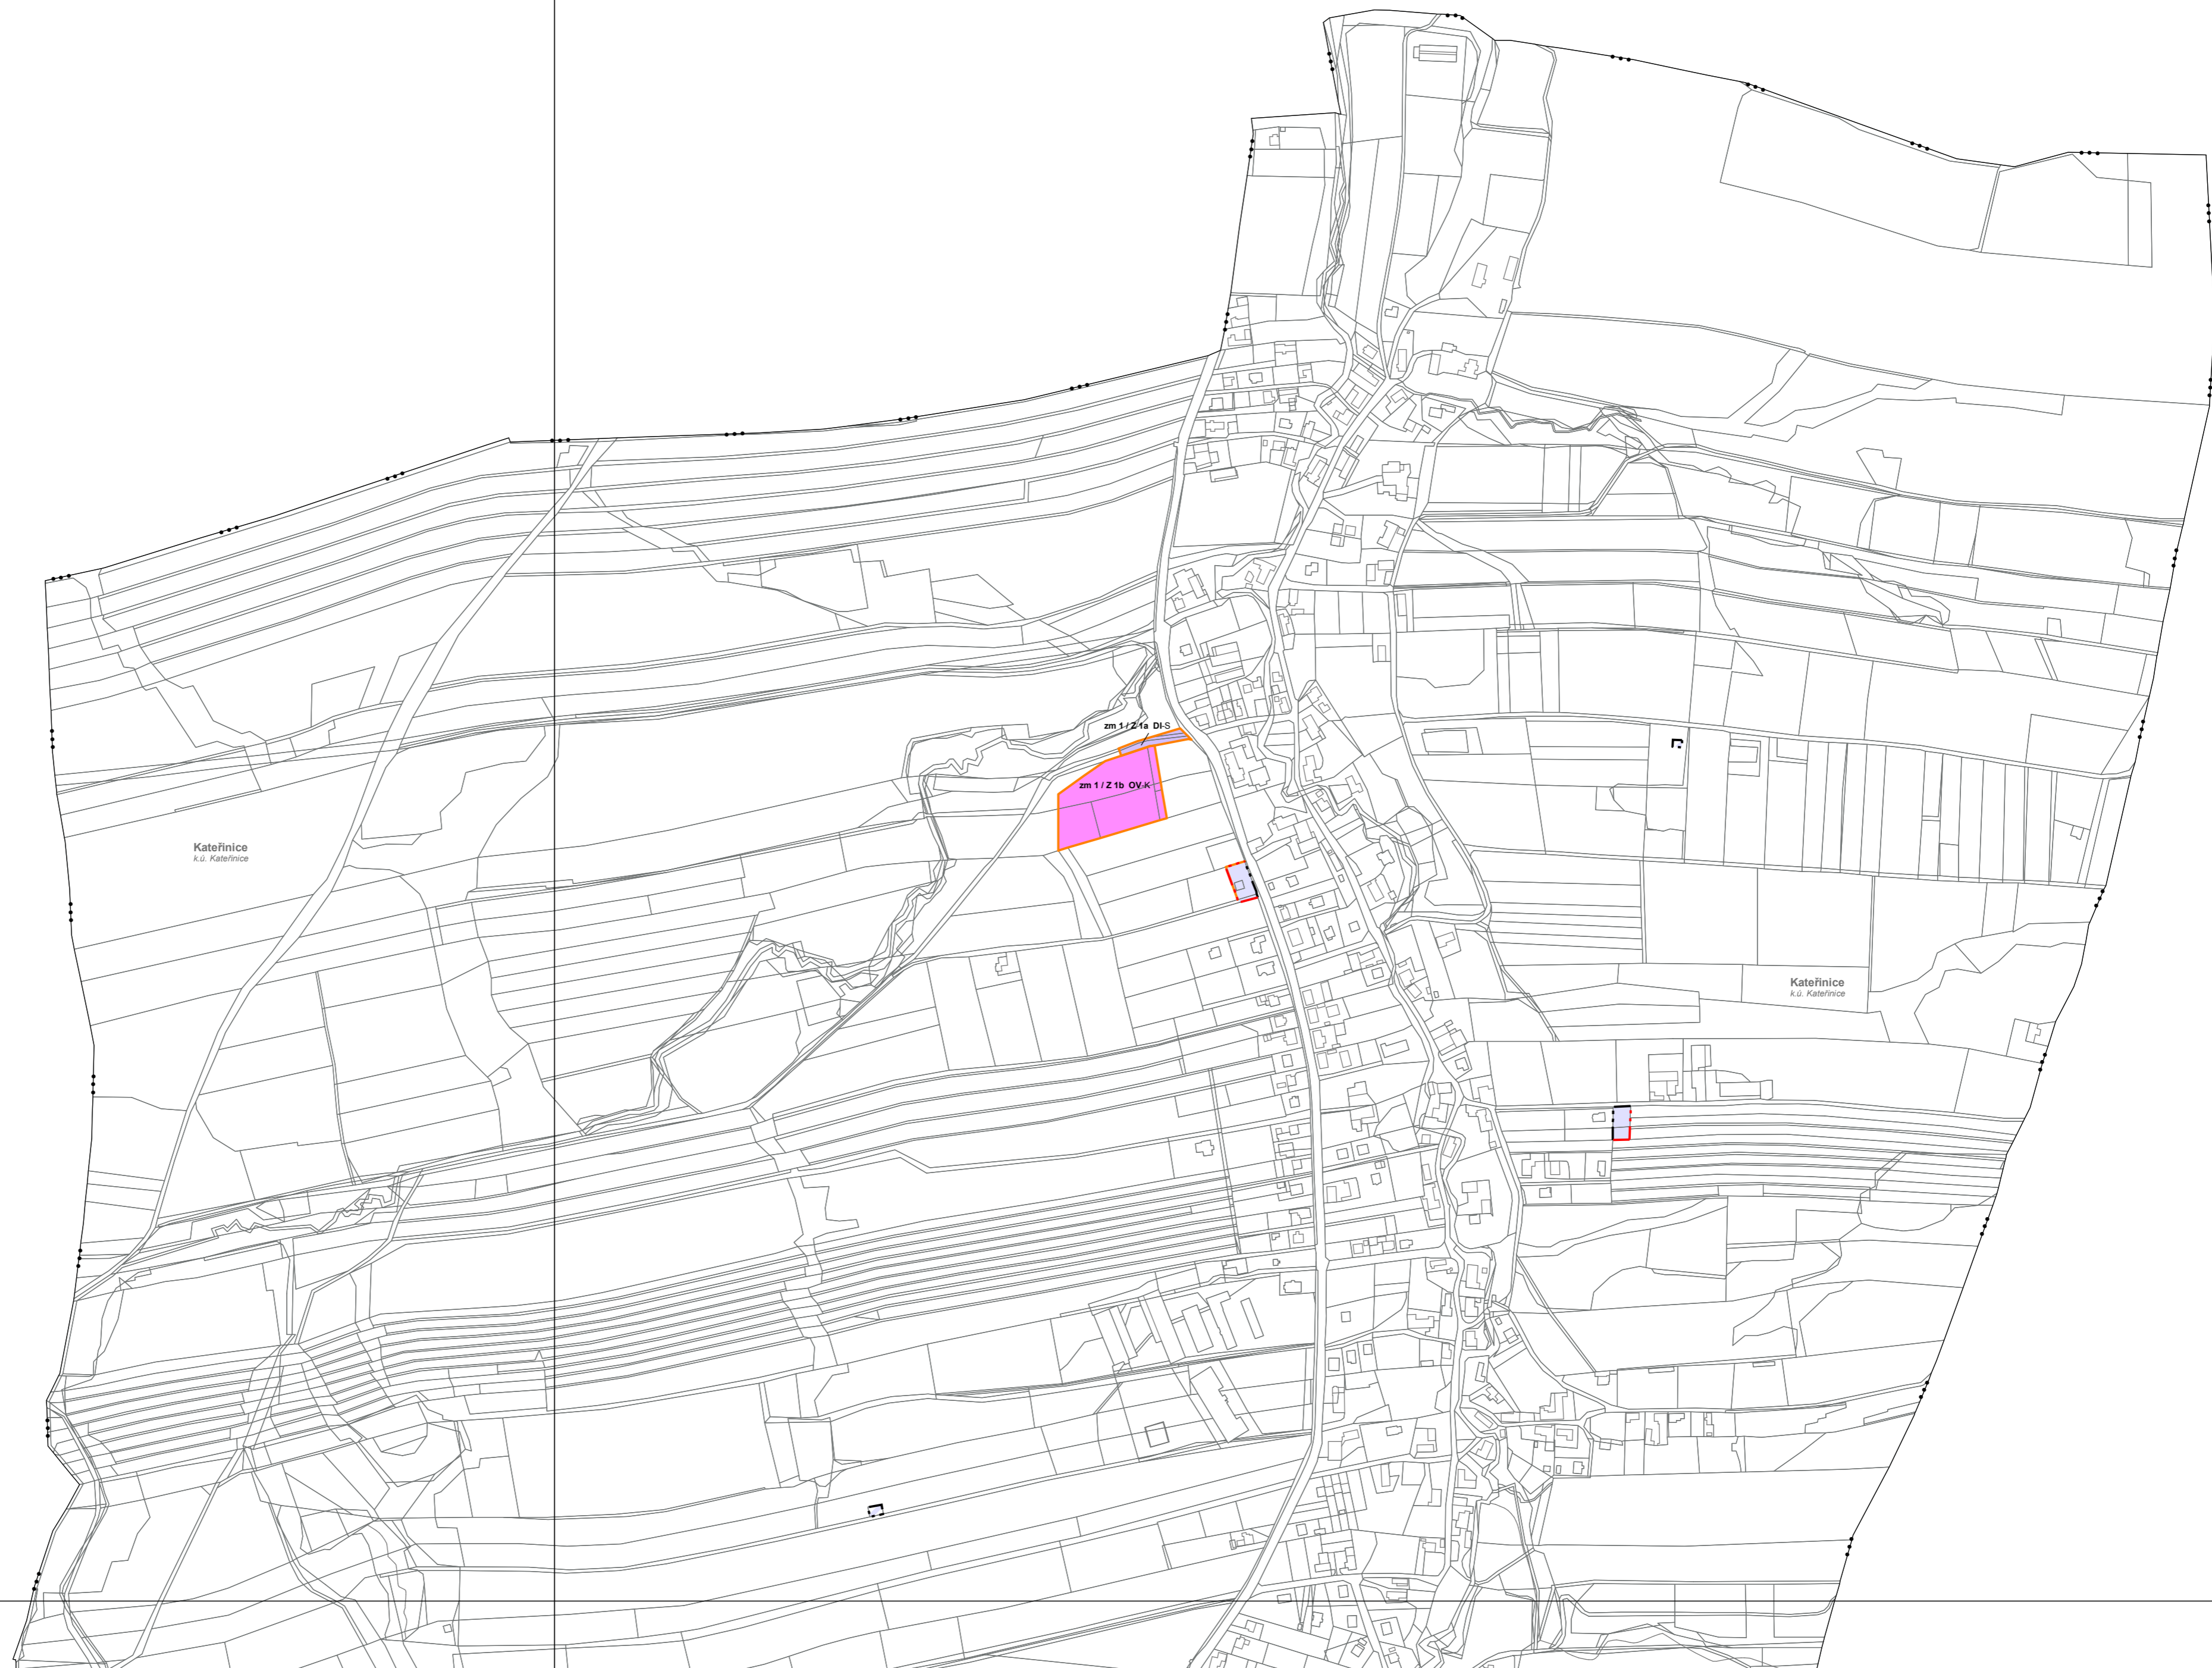 zm 1 / Z 1a DI-S
zm 1 / Z 1b OV-K
Kateřinice
k.ú. Kateřinice
Kateřinice
k.ú. Kateřinice